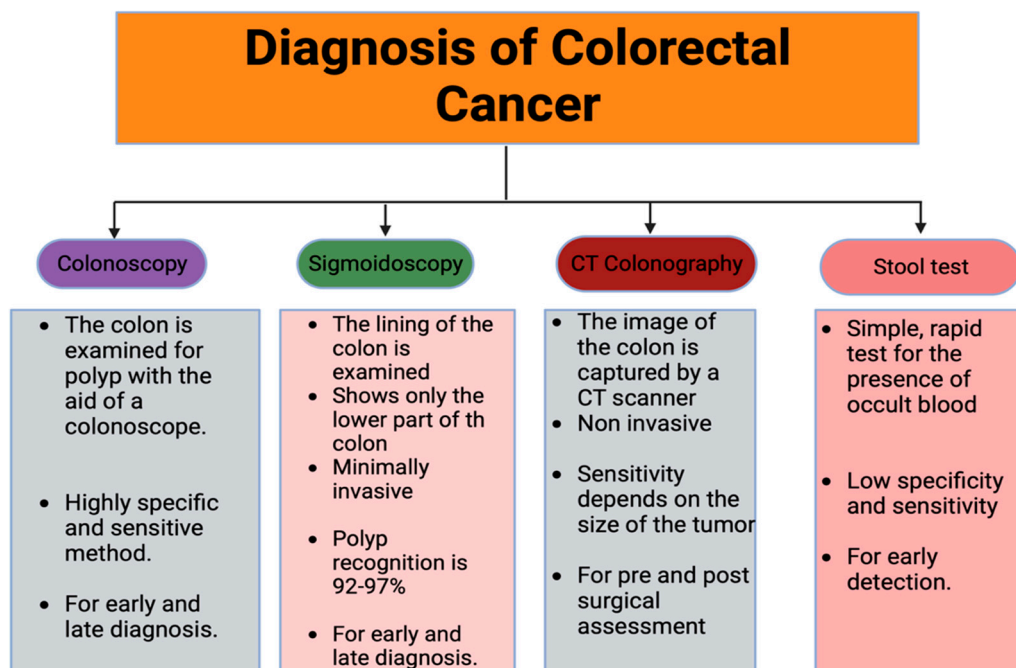 Diagnosis of Colorectal
Cancer
Colonoscopy
• The colon is
examined for
polyp with the
aid of a
colonoscope.
• Highly specific
and sensitive
method.
• For early and
late diagnosis.
Sigmoidoscopy
• The lining of the
colon is
examined
• Shows only the
lower part of th
colon
• Minimally
invasive
• Polyp
recognition is
92-97%
• For early and
late diagnosis.
CT Colonography
• The image of
the colon is
captured by a
CT scanner
• Non invasive
• Sensitivity
depends on the
size of the tumor
• For pre and post
surgical
assessment
Stool test
• Simple, rapid
test for the
presence of
occult blood
• Low specificity
and sensitivity
• For early
detection.